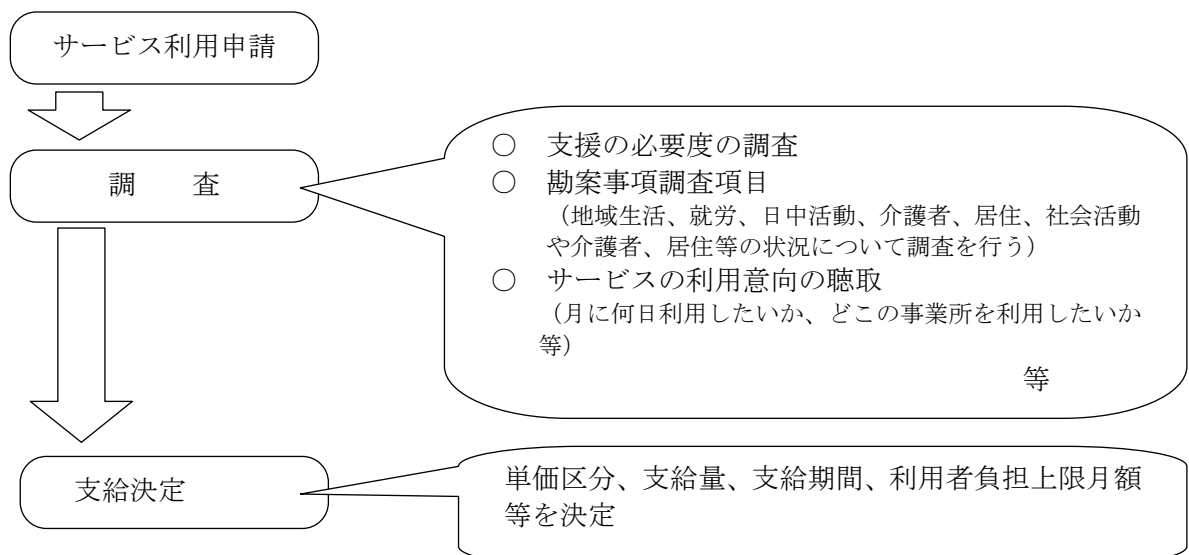 サービス利用申請
調　　査
○　支援の必要度の調査
○　勘案事項調査項目
（地域生活、就労、日中活動、介護者、居住、社会活動
や介護者、居住等の状況について調査を行う）
○　サービスの利用意向の聴取
（月に何日利用したいか、どこの事業所を利用したいか
等）
等
支給決定
単価区分、支給量、支給期間、利用者負担上限月額
等を決定